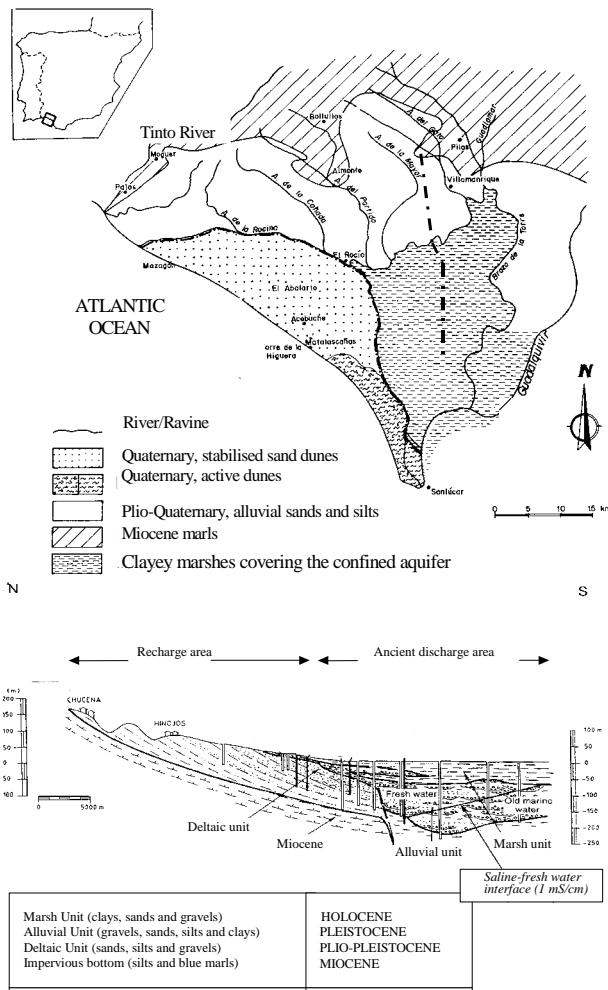 Tinto River
Moguer
Palos
Bollullos
Almonte
A. del Partido
A. de la Cañada
A. de la Mayor
A. del Gato
Guadiamar
Pilas
Villamanrique
A. de la Rocina
El Rocío
Brazo de la Torre
Mazagón
El Abalario
ATLANTIC
OCEAN
Acebuche
Matalascañas
orre de la
Higuera
Guadalquivir
N
Sanlúcar
0 5 10 15 km
River/Ravine
Quaternary, stabilised sand dunes
Quaternary, active dunes
Plio-Quaternary, alluvial sands and silts
Miocene marls
Clayey marshes covering the confined aquifer
N S
Recharge area Ancient discharge area
(m)
200
150
100
50
0
50
100
CHUCENA
HINOJOS
0 5000 m
100 m
50
0
-50
-100
-150
-200
-250
Fresh water
Old marine
water
Deltaic unit
Miocene
Alluvial unit
Marsh unit
Saline-fresh water
interface (1 mS/cm)
Marsh Unit (clays, sands and gravels) HOLOCENE
Alluvial Unit (gravels, sands, silts and clays) PLEISTOCENE
Deltaic Unit (sands, silts and gravels) PLIO-PLEISTOCENE
Impervious bottom (silts and blue marls) MIOCENE